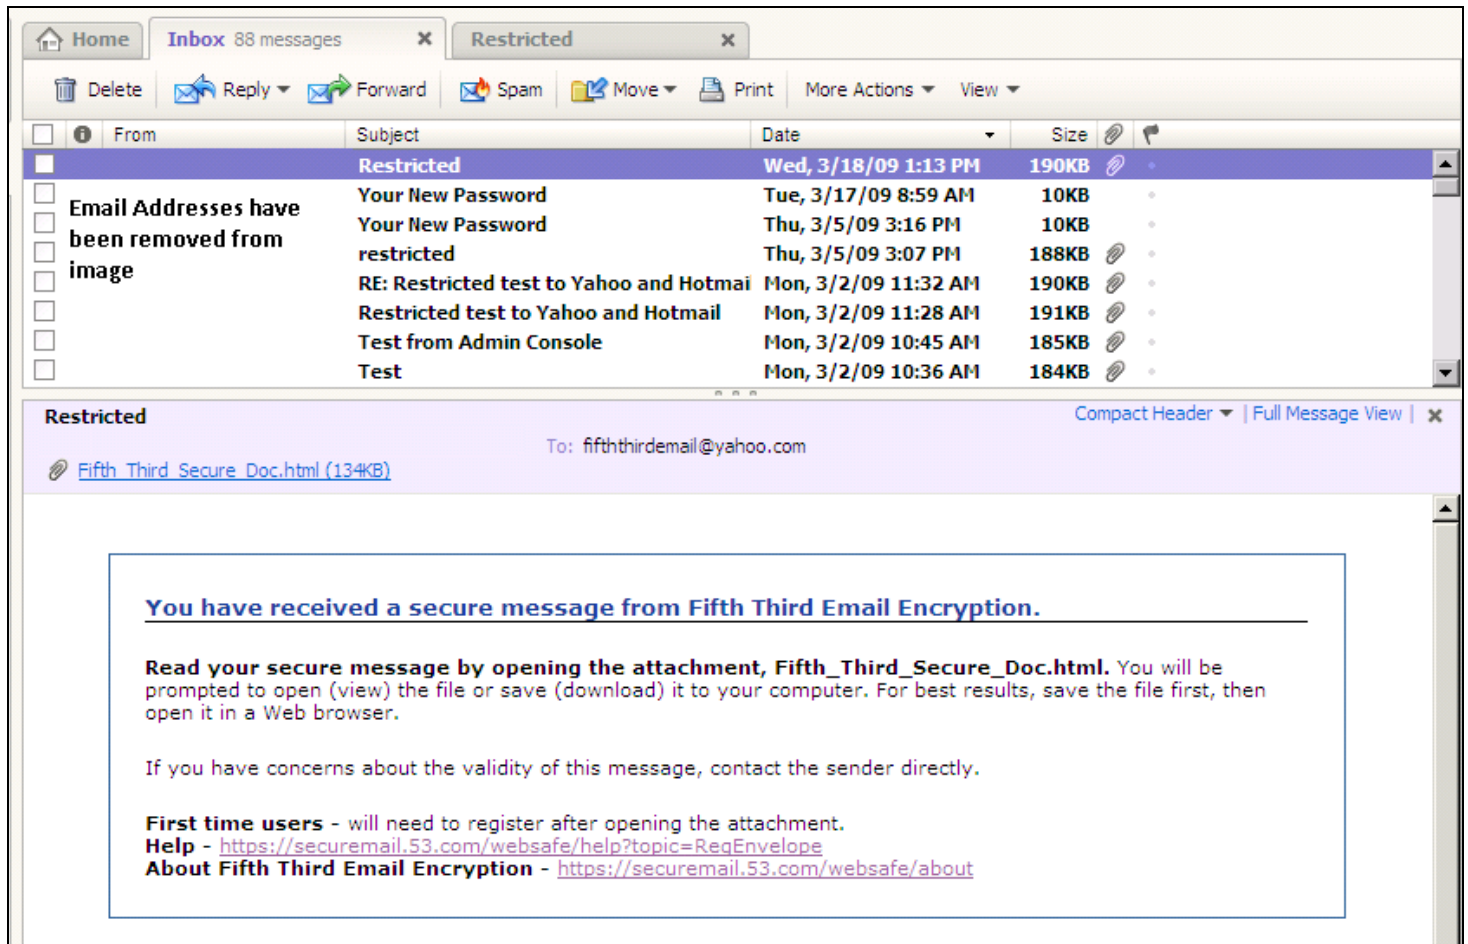 Home Inbox 88 messages Restricted
Delete Reply Forward Spam Move Print More Actions View
From Subject Date Size
Restricted Wed, 3/18/09 1:13 PM 190KB
Your New Password Tue, 3/17/09 8:59 AM 10KB
Your New Password Thu, 3/5/09 3:16 PM 10KB
restricted Thu, 3/5/09 3:07 PM 188KB
RE: Restricted test to Yahoo and Hotmai Mon, 3/2/09 11:32 AM 190KB
Restricted test to Yahoo and Hotmail Mon, 3/2/09 11:28 AM 191KB
Test from Admin Console Mon, 3/2/09 10:45 AM 185KB
Test Mon, 3/2/09 10:36 AM 184KB
Email Addresses have
been removed from
image
Restricted Compact Header | Full Message View |
To: fifththirdemail@yahoo.com
Fifth_Third_Secure_Doc.html (134KB)
You have received a secure message from Fifth Third Email Encryption.
Read your secure message by opening the attachment, Fifth_Third_Secure_Doc.html. You will be
prompted to open (view) the file or save (download) it to your computer. For best results, save the file first, then
open it in a Web browser.
If you have concerns about the validity of this message, contact the sender directly.
First time users - will need to register after opening the attachment.
Help - https://securemail.53.com/websafe/help?topic=RegEnvelope
About Fifth Third Email Encryption - https://securemail.53.com/websafe/about